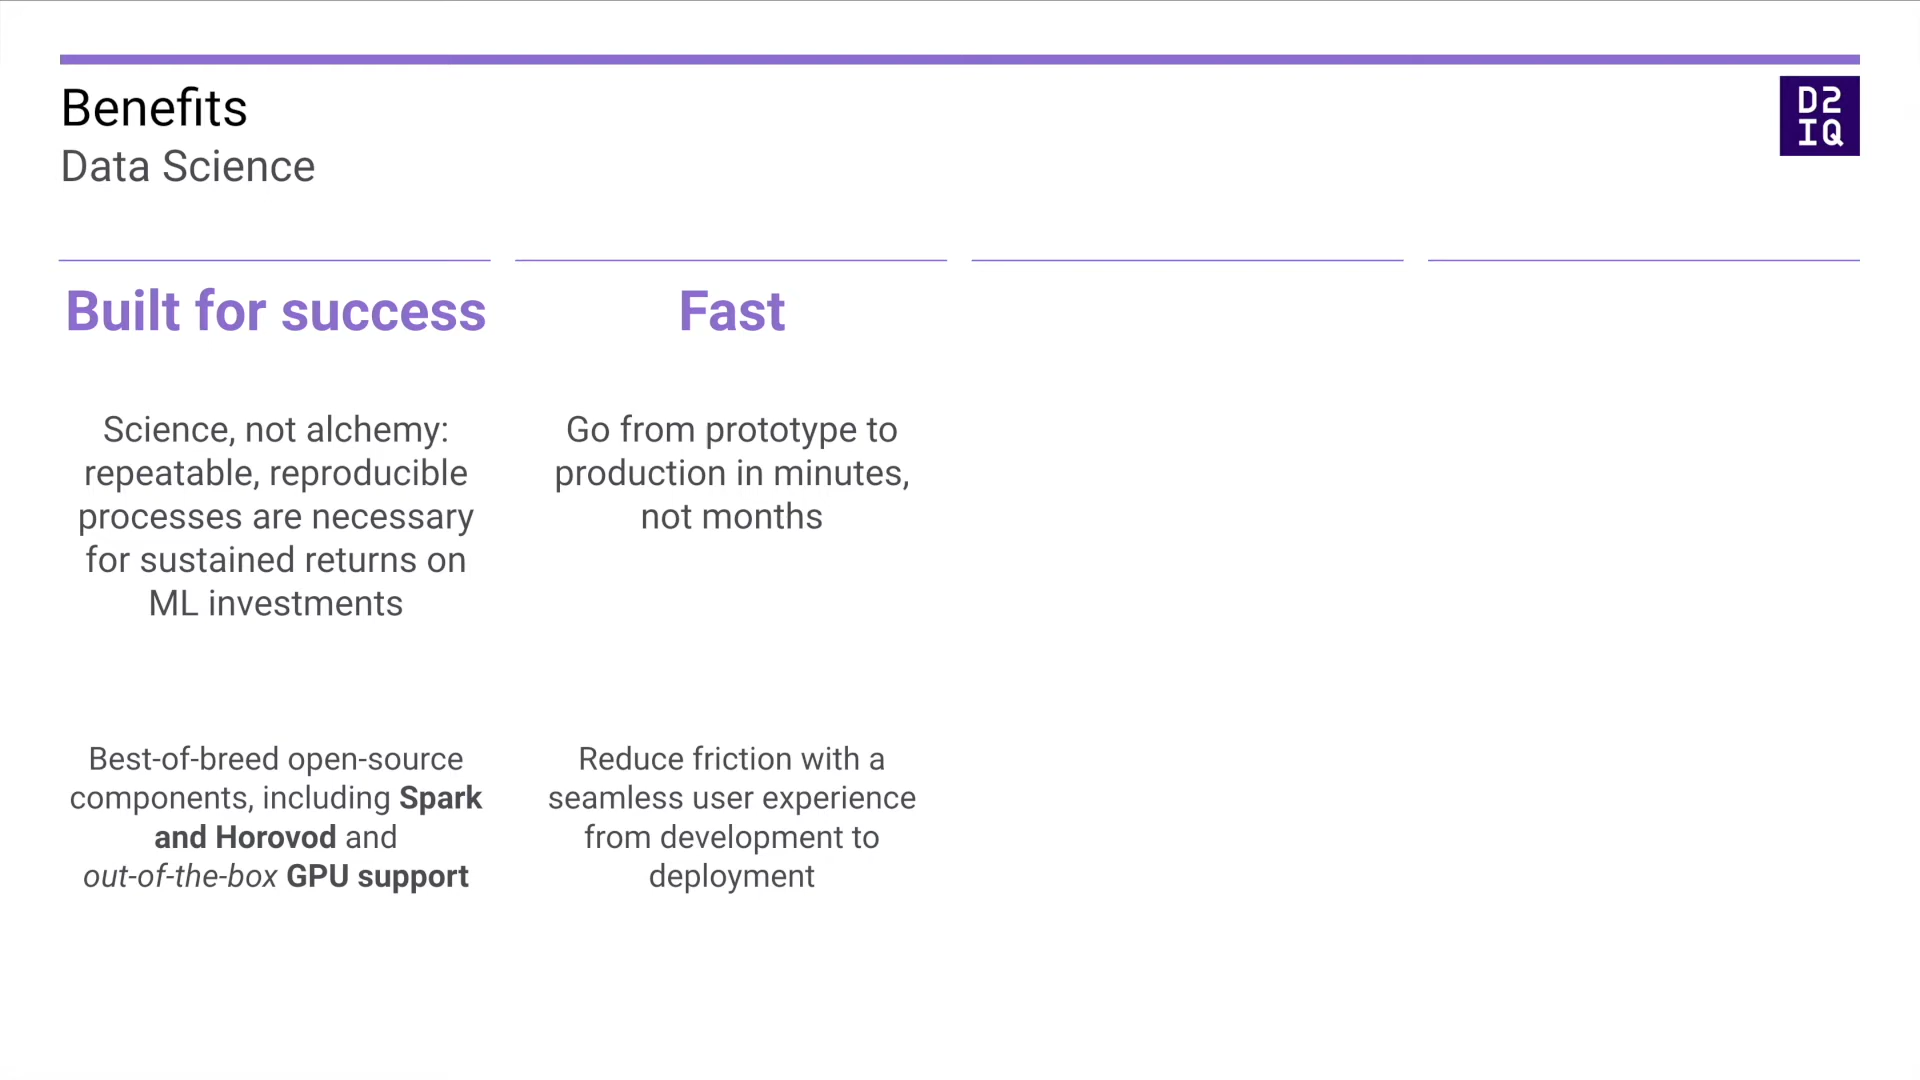 Benefits
Data Science
D2
IQ
Built for success
Science, not alchemy:
repeatable, reproducible
processes are necessary
for sustained returns on
ML investments
Best-of-breed open-source
components, including Spark
and Horovod and
out-of-the-box GPU support
Fast
Go from prototype to
production in minutes,
not months
Reduce friction with a
seamless user experience
from development to
deployment